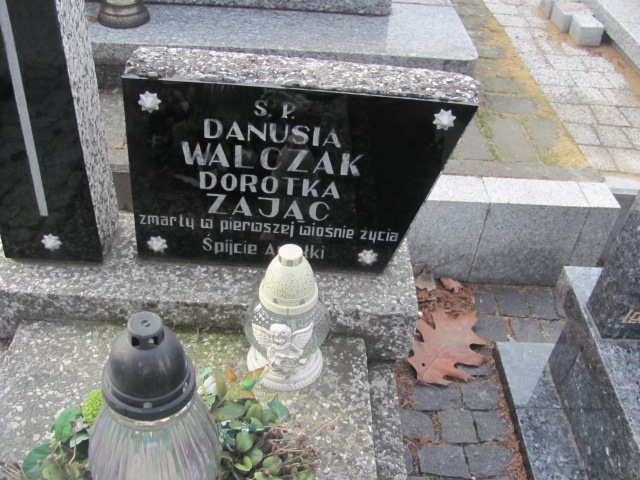 Ś. P.
DANUSIA
WALCZAK
DOROTKA
ZAJĄC
zmarły w pierwszej wiośnie życia
Śpijcie